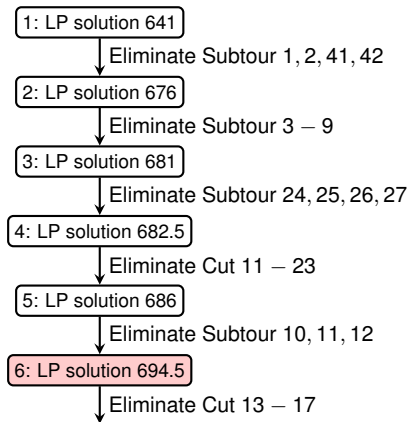 1: LP solution 641
Eliminate Subtour 1, 2, 41, 42
2: LP solution 676
Eliminate Subtour 3 − 9
3: LP solution 681
Eliminate Subtour 24, 25, 26, 27
4: LP solution 682.5
Eliminate Cut 11 − 23
5: LP solution 686
Eliminate Subtour 10, 11, 12
6: LP solution 694.5
Eliminate Cut 13 − 17